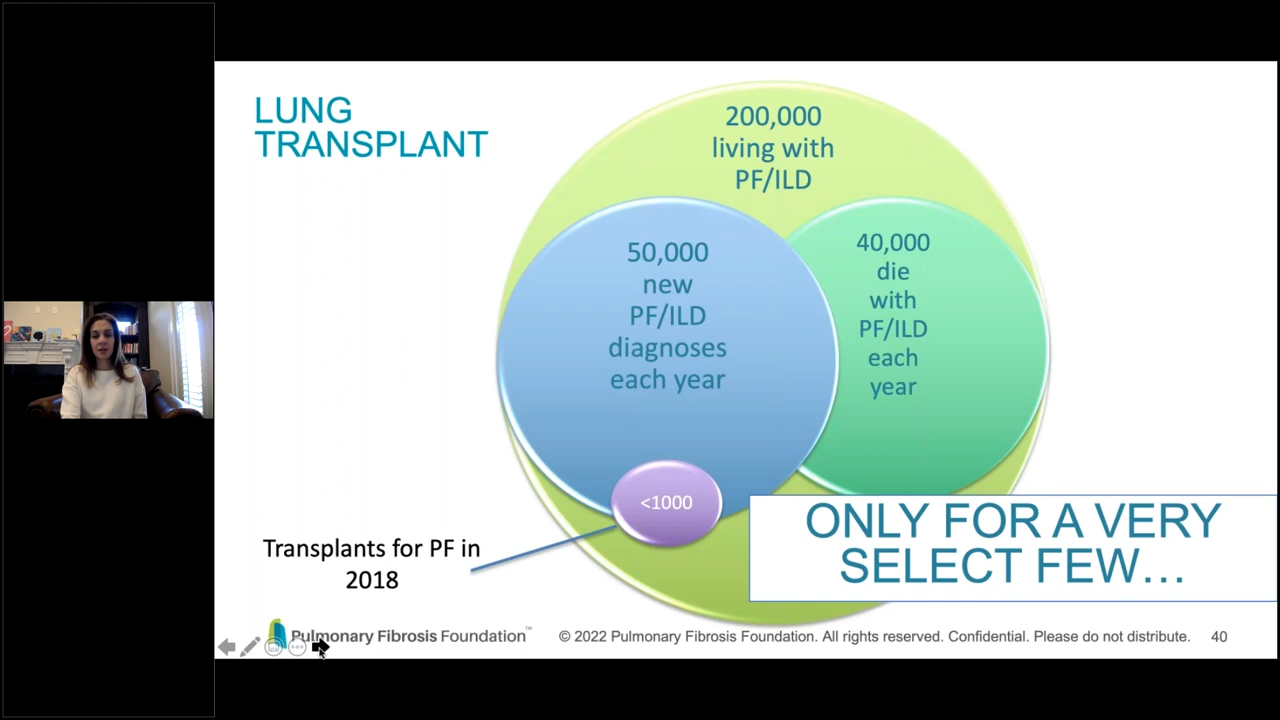 LUNG
TRANSPLANT
200,000
living with
PF/ILD
50,000
new
PF/ILD
diagnoses
each year
40,000
die
with
PF/ILD
each
year
<1000
Transplants for PF in
2018
ONLY FOR A VERY
SELECT FEW…
Pulmonary Fibrosis Foundation™
© 2022 Pulmonary Fibrosis Foundation. All rights reserved. Confidential. Please do not distribute.
40